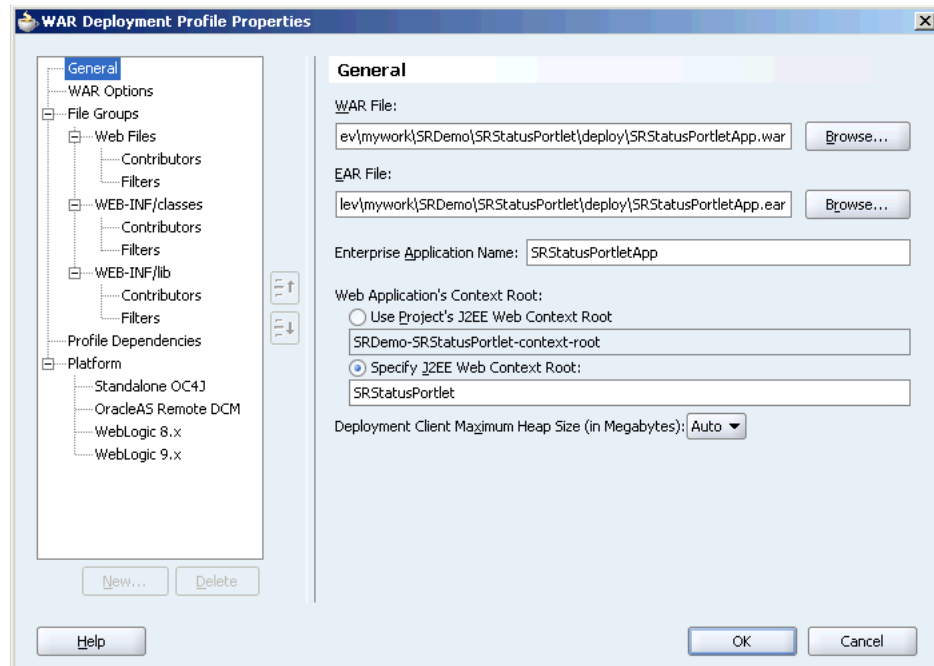 WAR Deployment Profile Properties
General
WAR Options
File Groups
Web Files
Contributors
Filters
WEB-INF/classes
Contributors
Filters
WEB-INF/lib
Contributors
Filters
Profile Dependencies
Platform
Standalone OC4J
OracleAS Remote DCM
WebLogic 8.x
WebLogic 9.x
New...
Delete
General
WAR File:
ev\mywork\SRDemo\SRStatusPortlet\deploy\SRStatusPortletApp.war
Browse...
EAR File:
lev\mywork\SRDemo\SRStatusPortlet\deploy\SRStatusPortletApp.ear
Browse...
Enterprise Application Name: SRStatusPortletApp
Web Application's Context Root:
Use Project's J2EE Web Context Root
SRDemo-SRStatusPortlet-context-root
Specify J2EE Web Context Root:
SRStatusPortlet
Deployment Client Maximum Heap Size (in Megabytes): Auto
Help
OK
Cancel